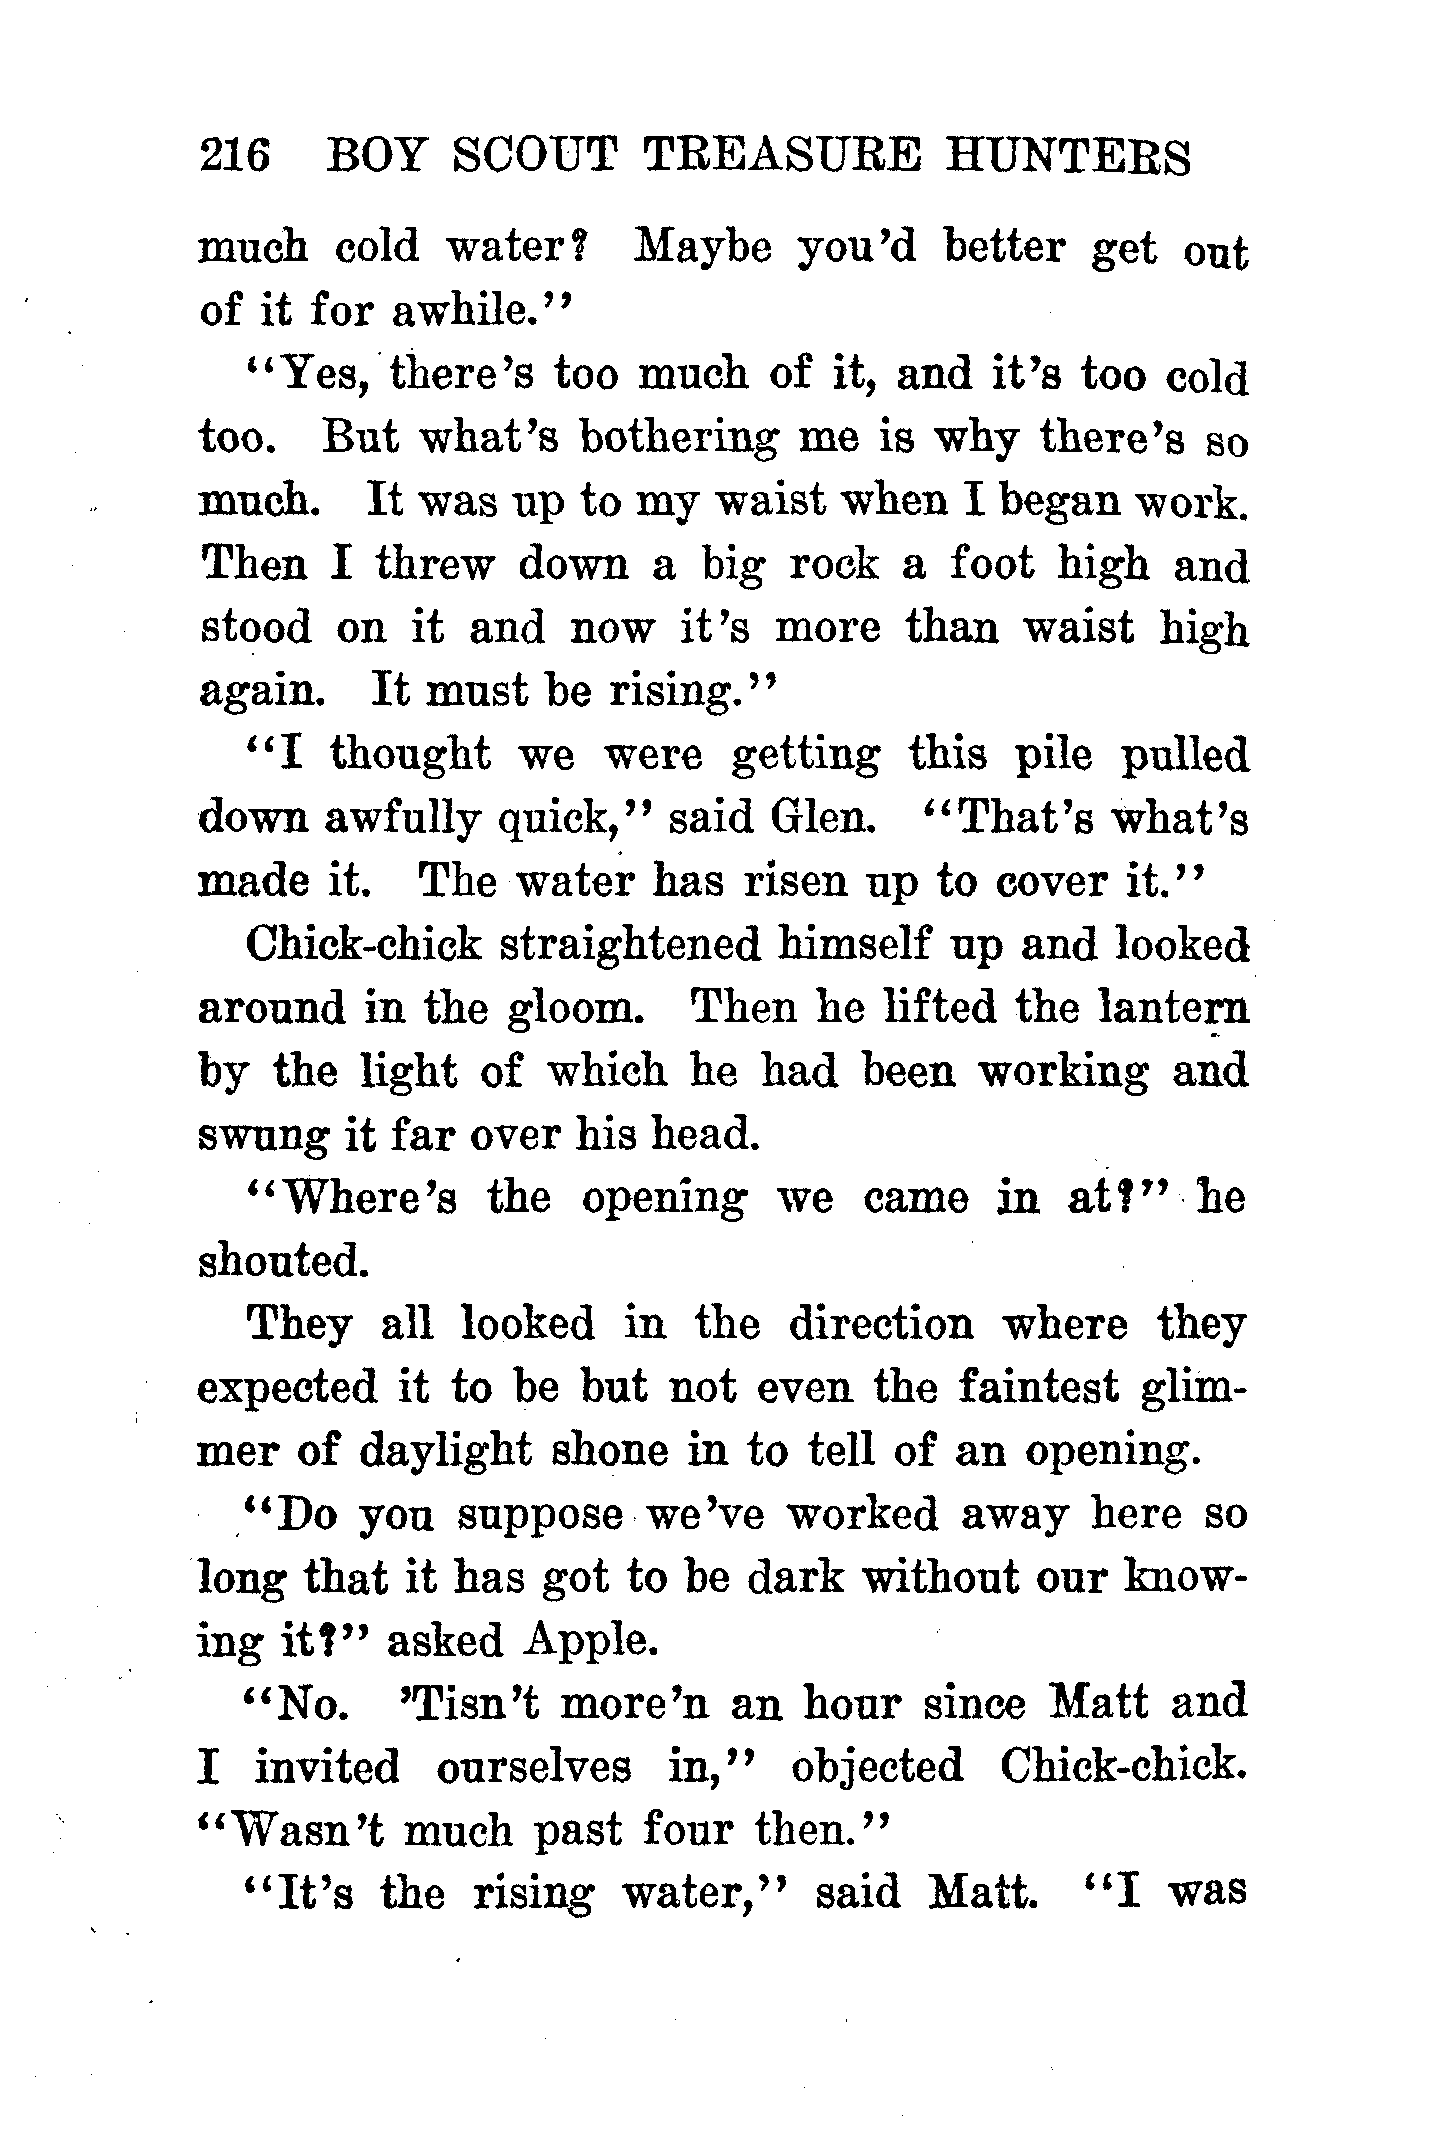 216 BOY SCOUT TREASURE HUNTERS
much cold water? Maybe you'd better get out
of it for awhile."
"Yes, there's too much of it, and it's too cold
too. But what's bothering me is why there's so
much. It was up to my waist when I began work.
Then I threw down a big rock a foot high and
stood on it and now it's more than waist high
again. It must be rising."
"I thought we were getting this pile pulled
down awfully quick," said Glen. "That's what's
made it. The water has risen up to cover it."
Chick-chick straightened himself up and looked
around in the gloom. Then he lifted the lantern
by the light of which he had been working and
swung it far over his head.
"Where's the opening we came in at?" he
shouted.
They all looked in the direction where they
expected it to be but not even the faintest glim-
mer of daylight shone in to tell of an opening.
"Do you suppose we've worked away here so
long that it has got to be dark without our know-
ing it?" asked Apple.
"No. 'Tisn't more'n an hour since Matt and
I invited ourselves in," objected Chick-chick.
"Wasn't much past four then."
"It's the rising water," said Matt. "I was